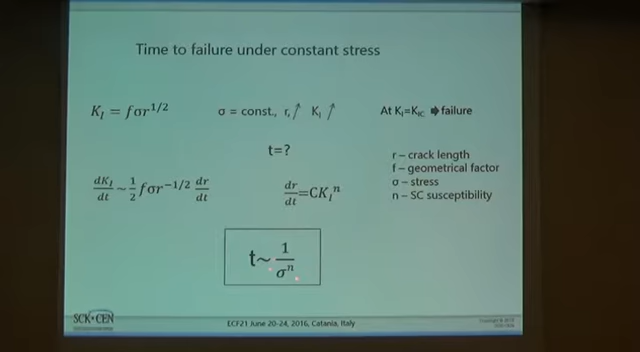 Time to failure under constant stress
K_I = fσr^{1/2}
σ = const., r,↑ K_I ↑
At K_I=K_{IC} ⇒ failure
t=?
r – crack length
f – geometrical factor
σ – stress
n – SC susceptibility
dK_I/dt ~ 1/2 fσr^{-1/2} dr/dt
dr/dt = CK_I^n
t~ 1/σ^n
SCK•CEN
ECF21 June 20-24, 2016, Catania, Italy